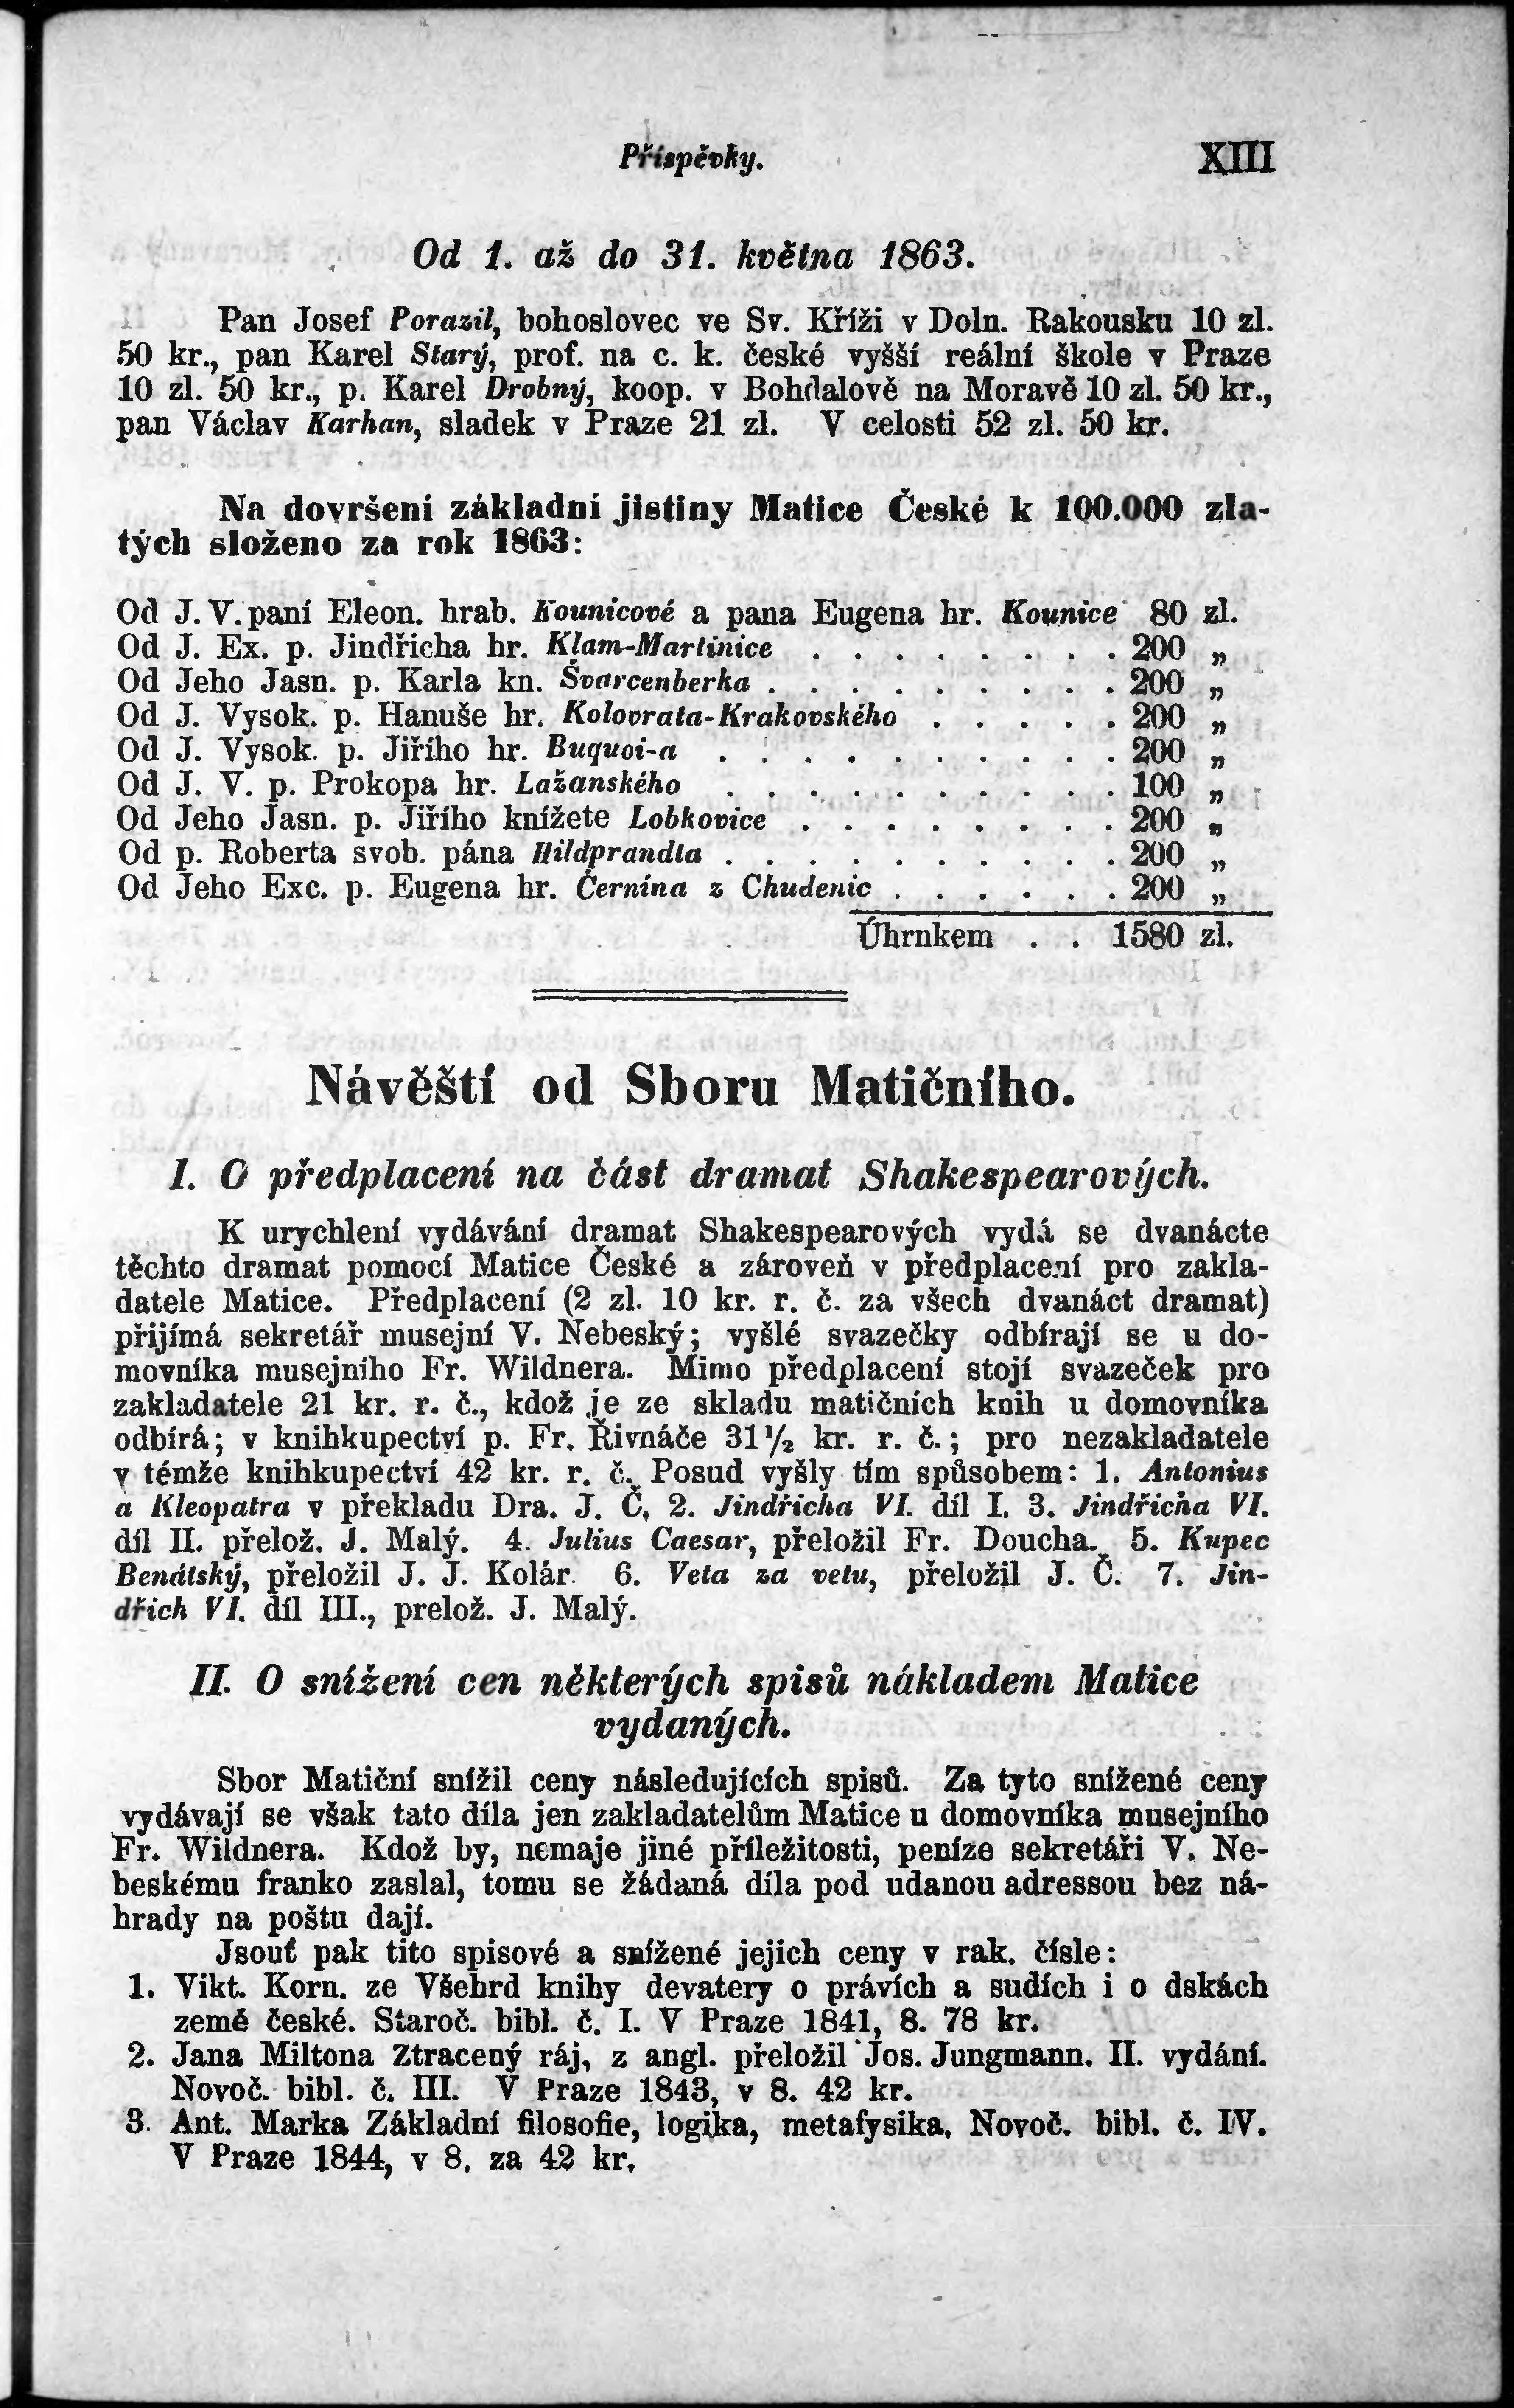 Příspěvky. XIII
Od 1. až do 31. května 1863.
Pan Josef Porazil, bohoslovec ve Sv. Kříži v Doln. Rakousku 10 zl.
50 kr., pan Karel Starý, prof. na c. k. české vyšší reální škole v Praze
10 zl. 50 kr., p. Karel Drobný, koop. v Bohdalově na Moravě 10 zl. 50 kr.,
pan Václav Karhan, sladek v Praze 21 zl. V celosti 52 zl. 50 kr.
Na dovršení základní jistiny Matice České k 100.000 zla-
tých složeno za rok 1863:
Od J. V. paní Eleon. hrab. Kounicové a pana Eugena hr. Kounice 80 zl.
Od J. Ex. p. Jindřicha hr. Klam-Martinice . . . . . . . . 200 „
Od Jeho Jasn. p. Karla kn. Švarcenberka . . . . . . . . . 200 „
Od J. Vysok. p. Hanuše hr. Kolovrata-Krakovského . . . . . 200 „
Od J. Vysok. p. Jiřího hr. Buquoi-a . . . . . . . . . . 200 „
Od J. V. p. Prokopa hr. Lažanského . . . . . . . . . . 100 „
Od Jeho Jasn. p. Jiřího knížete Lobkovice . . . . . . . . 200 „
Od p. Roberta svob. pána Hildprandta . . . . . . . . . . 200 „
Od Jeho Exc. p. Eugena hr. Černína z Chudenic . . . . . . 200 „
Úhrnkem . . 1580 zl.
Návěští od Sboru Matičního.
I. O předplacení na část dramat Shakespearových.
K urychlení vydávání dramat Shakespearových vydá se dvanácte
těchto dramat pomocí Matice České a zároveň v předplacení pro zakla-
datele Matice. Předplacení (2 zl. 10 kr. r. č. za všech dvanáct dramat)
přijímá sekretář musejní V. Nebeský; vyšlé svazečky odbírají se u do-
movníka musejního Fr. Wildnera. Mimo předplacení stojí svazeček pro
zakladatele 21 kr. r. č., kdož je ze skladu matičních knih u domovníka
odbírá; v knihkupectví p. Fr. Řivnáče 31½ kr. r. č.; pro nezakladatele
v témže knihkupectví 42 kr. r. č. Posud vyšly tím spůsobem: 1. Antonius
a Kleopatra v překladu Dra. J. Č. 2. Jindřicha VI. díl I. 3. Jindřicha VI.
díl II. přelož. J. Malý. 4. Julius Caesar, přeložil Fr. Doucha. 5. Kupec
Benátský, přeložil J. J. Kolár. 6. Veta za vetu, přeložil J. Č. 7. Jin-
dřich VI. díl III., prelož. J. Malý.
II. O snížení cen některých spisů nákladem Matice
vydaných.
Sbor Matiční snížil ceny následujících spisů. Za tyto snížené ceny
vydávají se však tato díla jen zakladatelům Matice u domovníka musejního
Fr. Wildnera. Kdož by, nemaje jiné příležitosti, peníze sekretáři V. Ne-
beskému franko zaslal, tomu se žádaná díla pod udanou adressou bez ná-
hrady na poštu dají.
Jsouť pak tito spisové a snížené jejich ceny v rak. čísle:
1. Vikt. Korn. ze Všehrd knihy devatery o právích a sudích i o dskách
země české. Staroč. bibl. č. I. V Praze 1841, 8. 78 kr.
2. Jana Miltona Ztracený ráj, z angl. přeložil Jos. Jungmann. II. vydání.
Novoč. bibl. č. III. V Praze 1843, v 8. 42 kr.
3. Ant. Marka Základní filosofie, logika, metafysika. Novoč. bibl. č. IV.
V Praze 1844, v 8. za 42 kr.